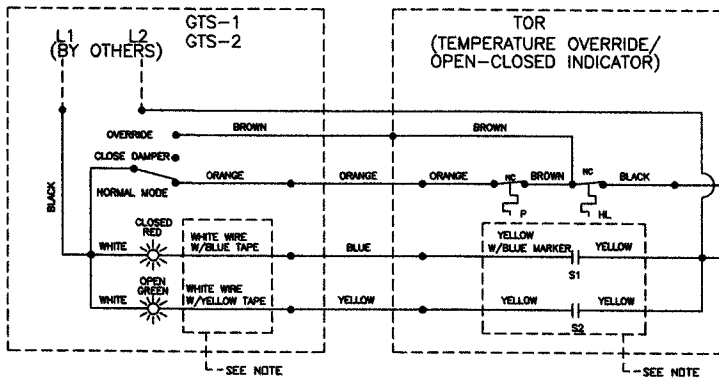 GTS-1
GTS-2
L1 L2
(BY OTHERS)
TOR
(TEMPERATURE OVERRIDE/
OPEN-CLOSED INDICATOR)
OVERRIDE
BROWN
BROWN
CLOSE DAMPER
NORMAL MODE
ORANGE
ORANGE
ORANGE
NC
BROWN
NC
BLACK
P
HL
BLACK
CLOSED
RED
WHITE
WHITE WIRE
W/BLUE TAPE
BLUE
YELLOW
W/BLUE MARKER
YELLOW
S1
OPEN
GREEN
WHITE
WHITE WIRE
W/YELLOW TAPE
YELLOW
YELLOW
YELLOW
S2
SEE NOTE
SEE NOTE